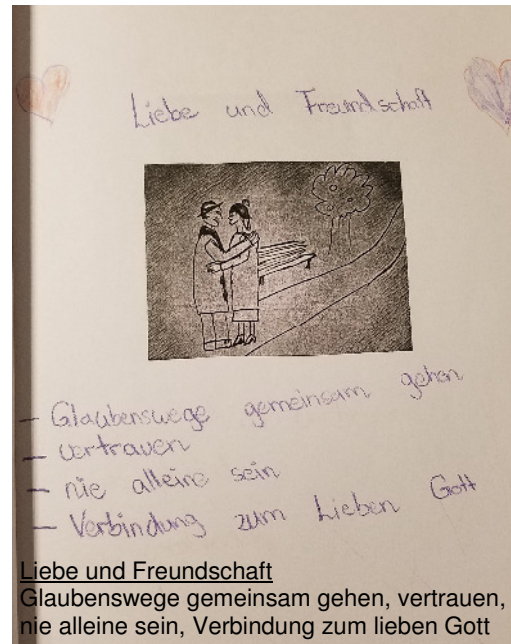 Liebe und Freundschaft
- Glaubenswege gemeinsam gehen
- vertrauen
- nie alleine sein
- Verbindung zum Lieben Gott
Liebe und Freundschaft
Glaubenswege gemeinsam gehen, vertrauen,
nie alleine sein, Verbindung zum lieben Gott